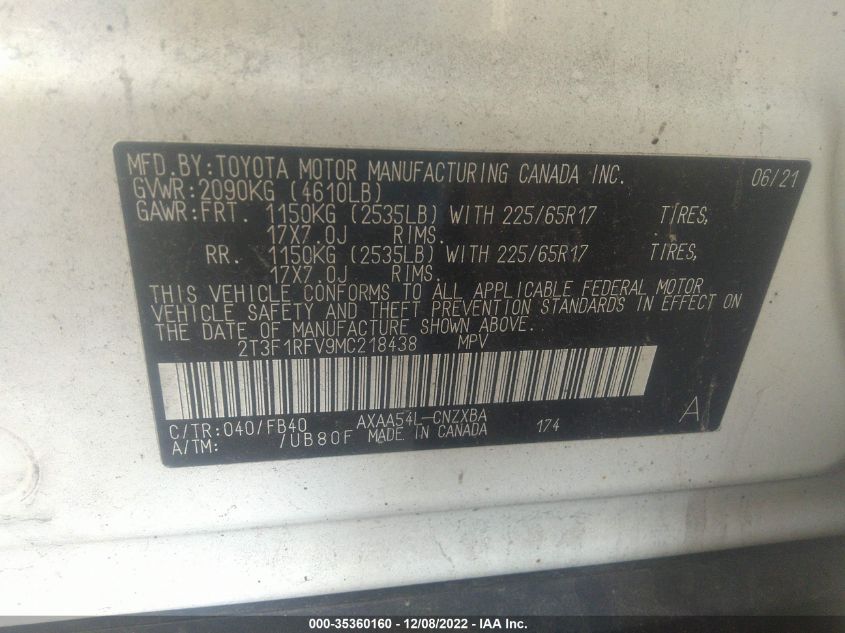 MFD.BY:TOYOTA MOTOR MANUFACTURING CANADA INC. 06/21
GVWR:2090KG (4610LB)
GAWR:FRT. 1150KG (2535LB) WITH 225/65R17 TIRES,
17X7.0J RIMS.
RR. 1150KG (2535LB) WITH 225/65R17 TIRES,
17X7.0J RIMS.
THIS VEHICLE CONFORMS TO ALL APPLICABLE FEDERAL MOTOR
VEHICLE SAFETY AND THEFT PREVENTION STANDARDS IN EFFECT ON
THE DATE OF MANUFACTURE SHOWN ABOVE.
2T3F1RFV9MC218438 MPV
C/TR:040/FB40 AXAA54L-CNZXBA A
A/TM: /UB80F MADE IN CANADA 174
000-35360160 - 12/08/2022 - IAA Inc.